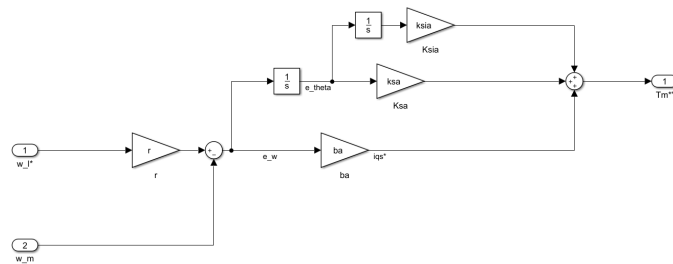 1
s
ksia
Ksia
1
s
e_theta
ksa
Ksa
+
+
+
1
Tm**
1
w_l*
r
r
+
−
e_w
ba
ba
iqs*
2
w_m